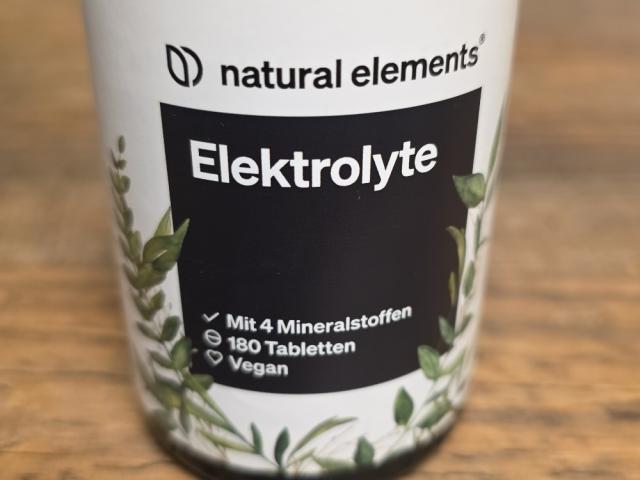 natural elements®
Elektrolyte
Mit 4 Mineralstoffen
180 Tabletten
Vegan